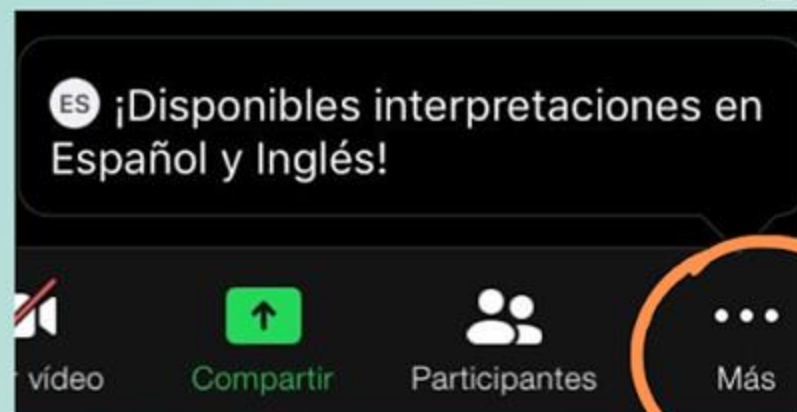 ES ¡Disponibles interpretaciones en
Español y Inglés!
vídeo Compartir Participantes Más